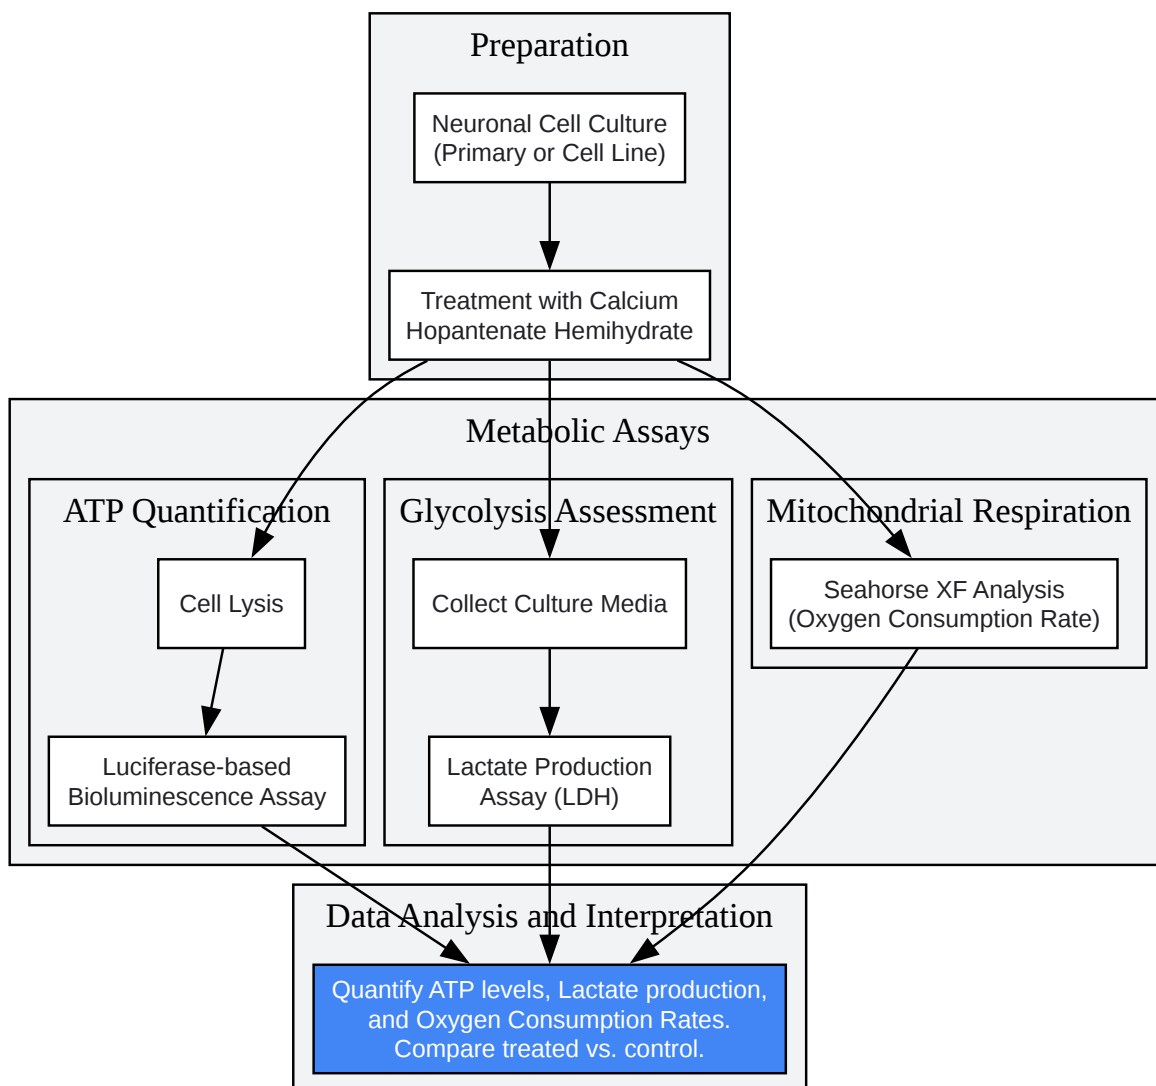 Preparation
Neuronal Cell Culture
(Primary or Cell Line)
Treatment with Calcium
Hopantenate Hemihydrate
Metabolic Assays
ATP Quantification
Glycolysis Assessment
Mitochondrial Respiration
Cell Lysis
Collect Culture Media
Seahorse XF Analysis
(Oxygen Consumption Rate)
Luciferase-based
Bioluminescence Assay
Lactate Production
Assay (LDH)
Data Analysis and Interpretation
Quantify ATP levels, Lactate production,
and Oxygen Consumption Rates.
Compare treated vs. control.